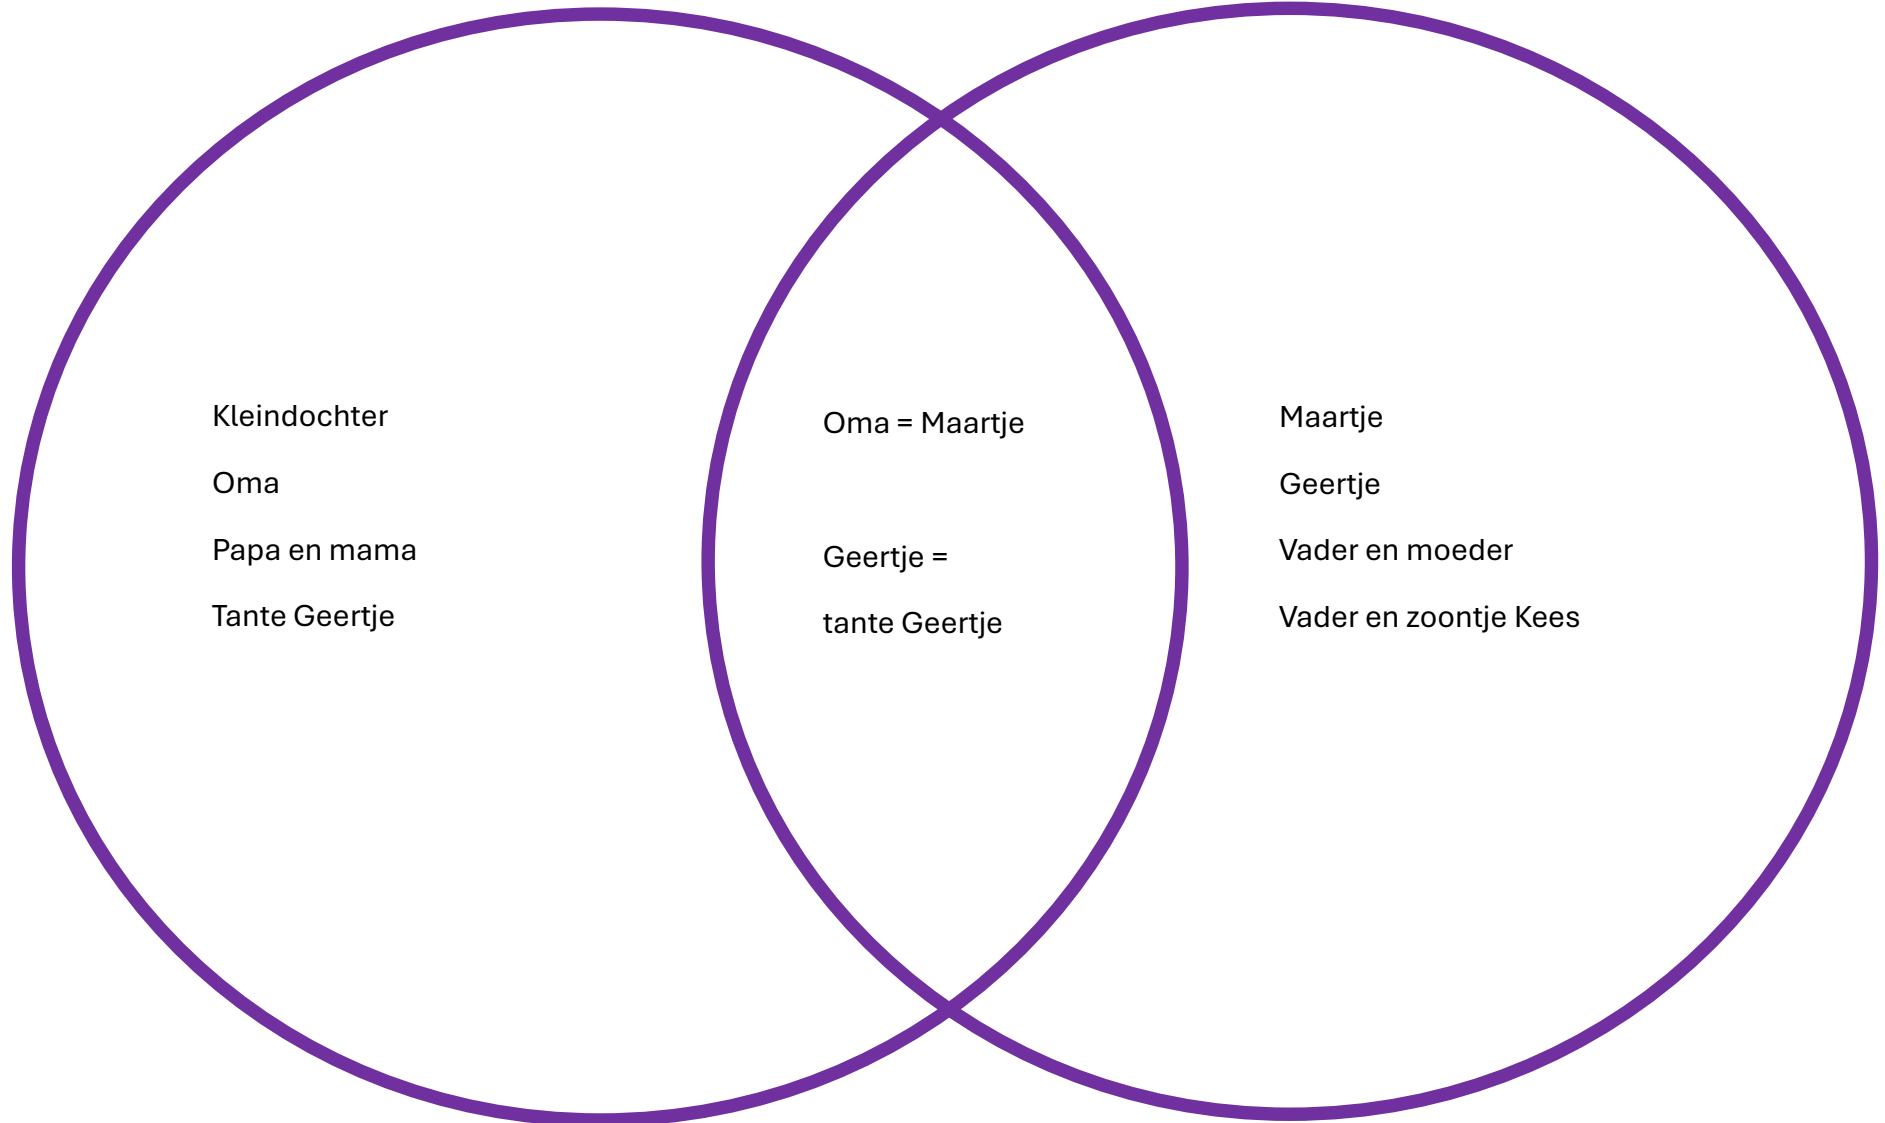 Kleindochter
Oma
Papa en mama
Tante Geertje
Oma = Maartje
Geertje =
tante Geertje
Maartje
Geertje
Vader en moeder
Vader en zoontje Kees